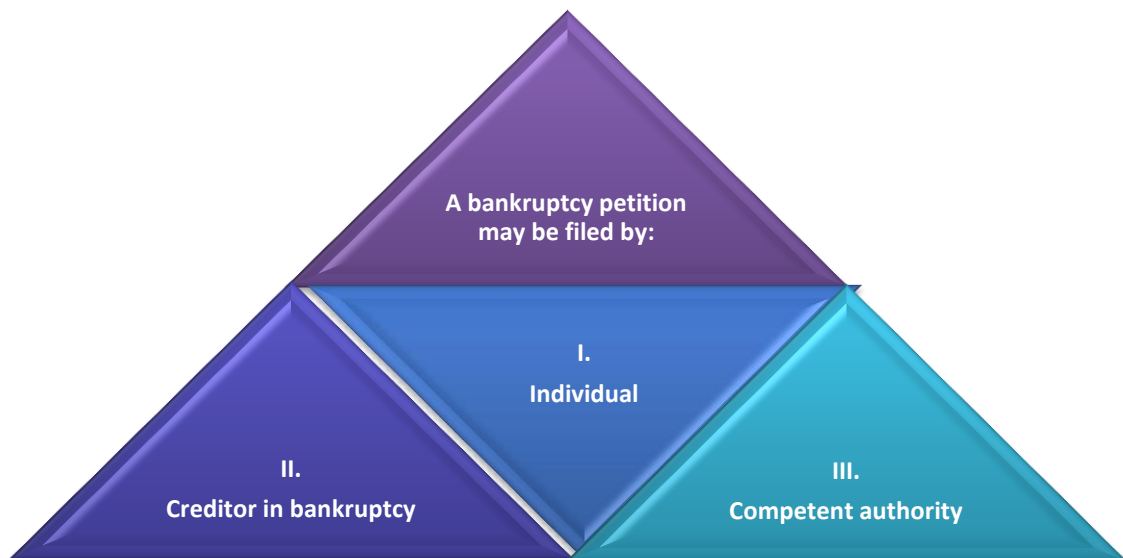 A bankruptcy petition
may be filed by:
I.
Individual
II.
Creditor in bankruptcy
III.
Competent authority